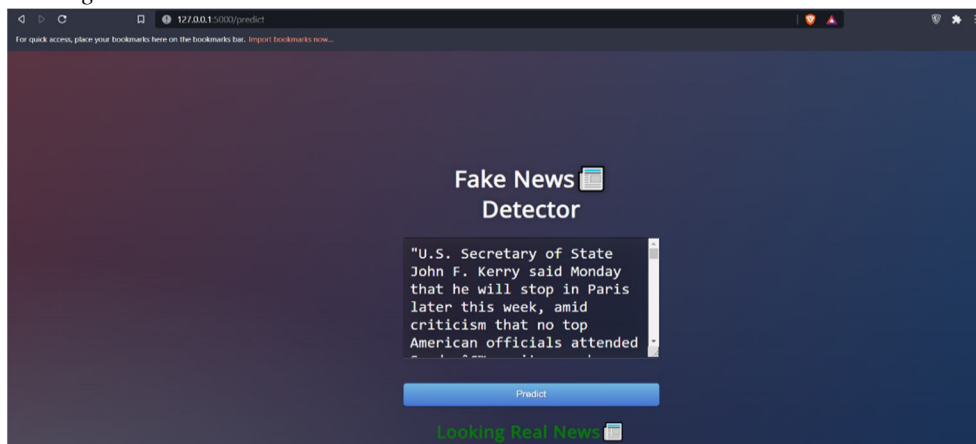 127.0.0.1:5000/predict
For quick access, place your bookmarks here on the bookmarks bar. Import bookmarks now...
Fake News
Detector
"U.S. Secretary of State
John F. Kerry said Monday
that he will stop in Paris
later this week, amid
criticism that no top
American officials attended
Predict
Looking Real News